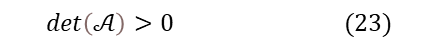 det(𝒜) > 0 (23)